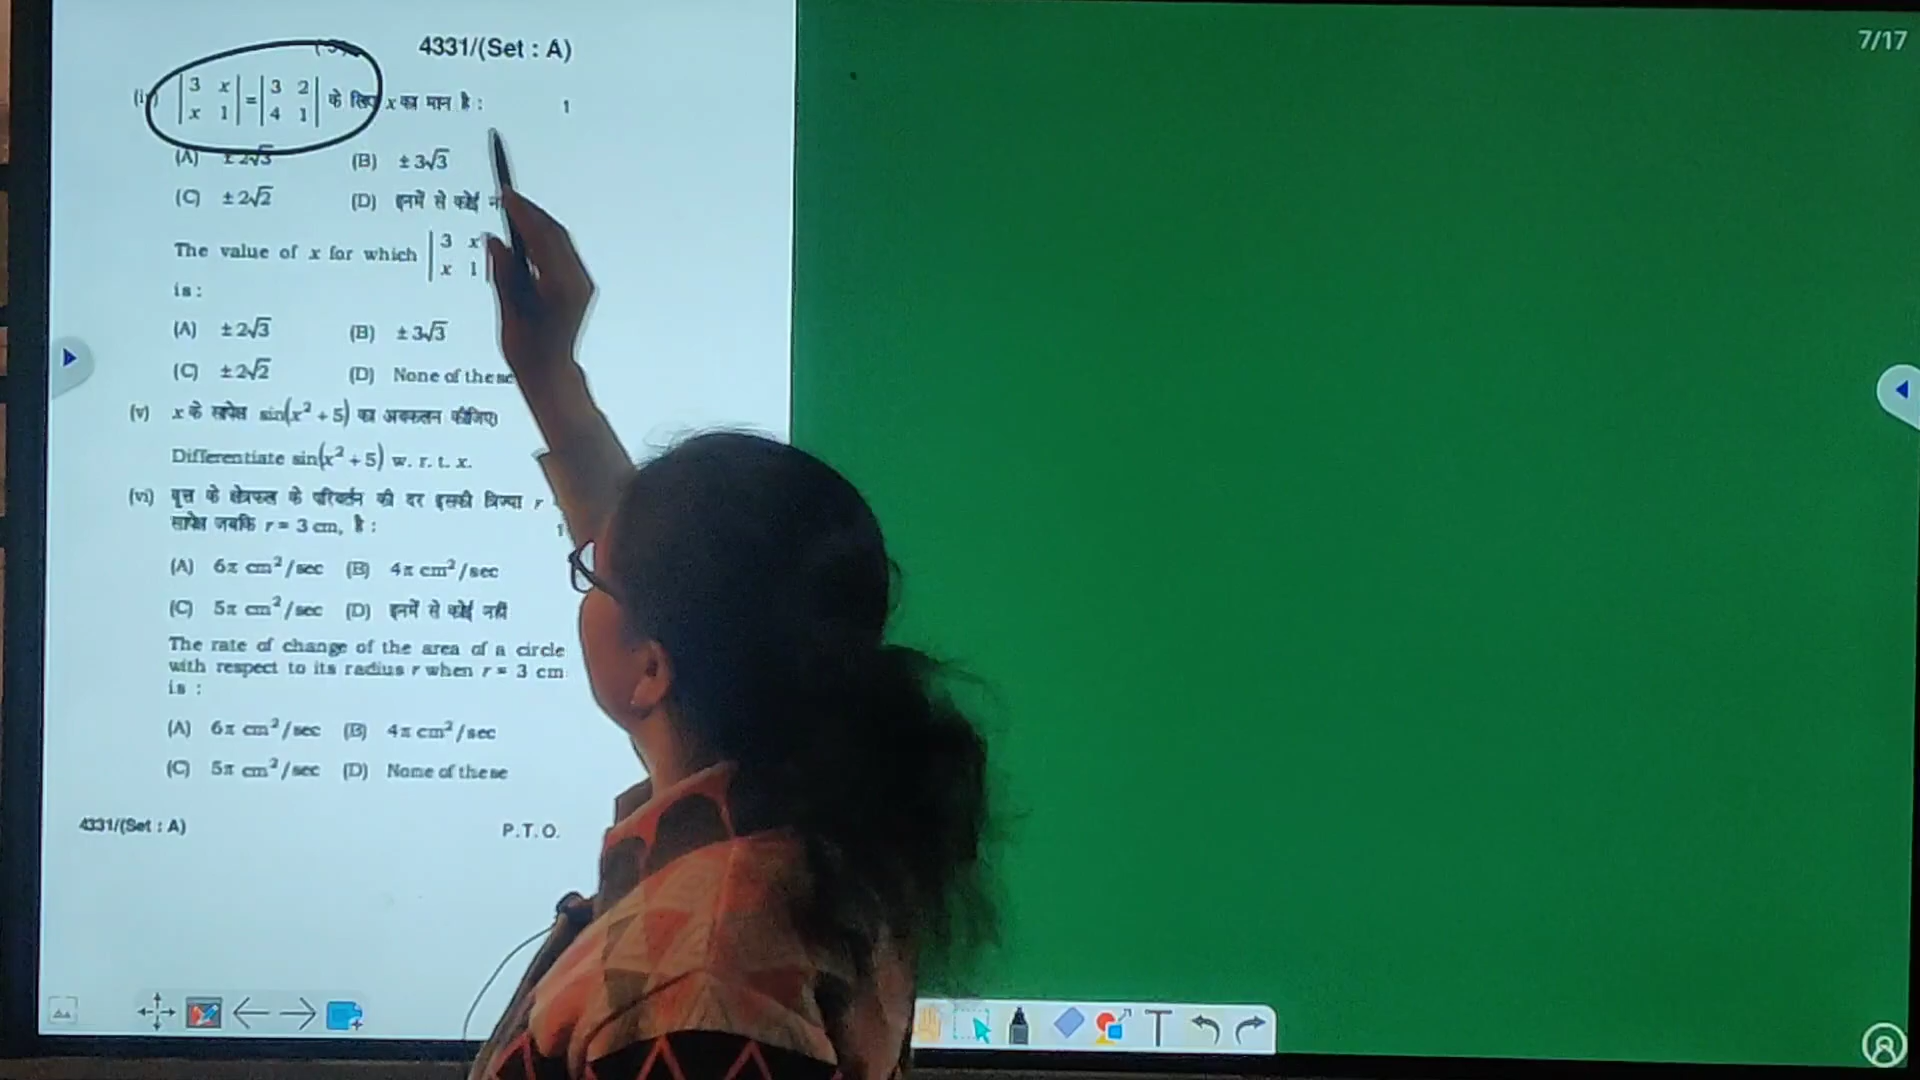 7/17
4331/(Set : A)
|3 x| = |3 2| के लिए x का मान है : 1
|x 1| |4 1|
(A) ± 2√3 (B) ± 3√3
(C) ± 2√2 (D) इनमें से कोई
The value of x for which |3 x|
|x 1|
is :
(A) ± 2√3 (B) ± 3√3
(C) ± 2√2 (D) None of these
(v) x के सापेक्ष sin(x² + 5) का अवकलन कीजिए।
Differentiate sin(x² + 5) w. r. t. x.
(vi) वृत्त के क्षेत्रफल के परिवर्तन की दर इसकी त्रिज्या r
सापेक्ष जबकि r = 3 cm, है : 1
(A) 6π cm²/sec (B) 4π cm²/sec
(C) 5π cm²/sec (D) इनमें से कोई नहीं
The rate of change of the area of a circle
with respect to its radius r when r = 3 cm
is :
(A) 6π cm²/sec (B) 4π cm²/sec
(C) 5π cm²/sec (D) None of these
4331/(Set : A) P.T.O.